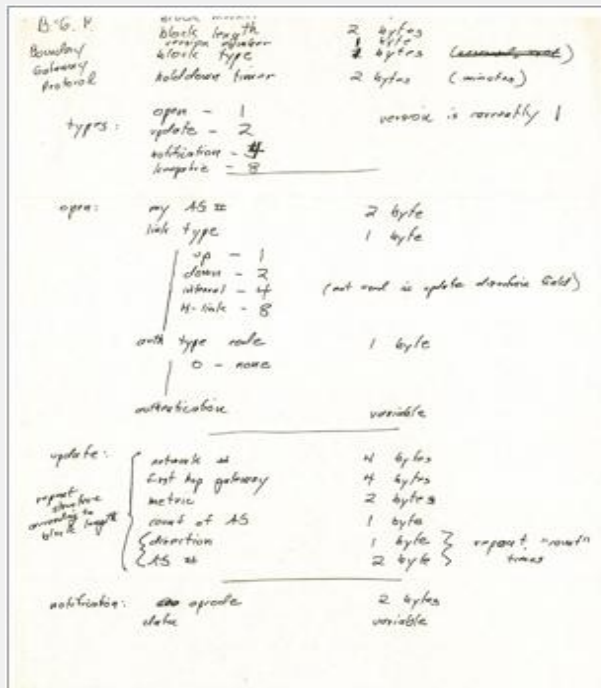 B.G.P.
Boundary
Gateway
Protocol
block marker 2 bytes
block length 2 bytes
version number 1 byte
block type 1 bytes
holddown timer 2 bytes (minutes)
types:
open - 1 version is currently 1
update - 2
notification - 4
keepalive - 8
open: my AS # 2 byte
link type 1 byte
up - 1
down - 2
internal - 4 (not used in update direction field)
H-link - 8
auth type code 1 byte
0 - none
authentication variable
update:
repeat
structure
according to
block length
network # 4 bytes
first hop gateway 4 bytes
metric 2 bytes
count of AS 1 byte
direction 1 byte
AS # 2 byte
repeat "count"
times
notification: opcode 2 bytes
data variable